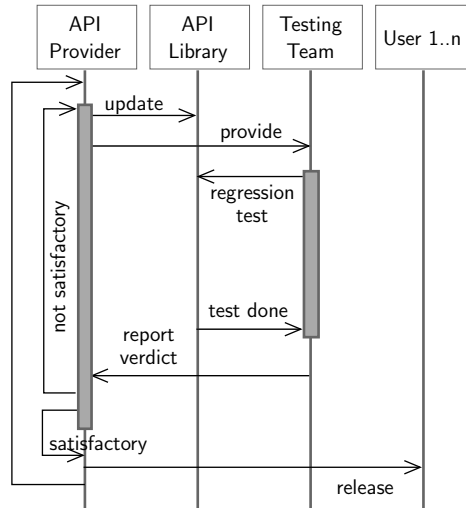 API
Provider
API
Library
Testing
Team
User 1..n
update
provide
regression
test
not satisfactory
test done
report
verdict
satisfactory
release